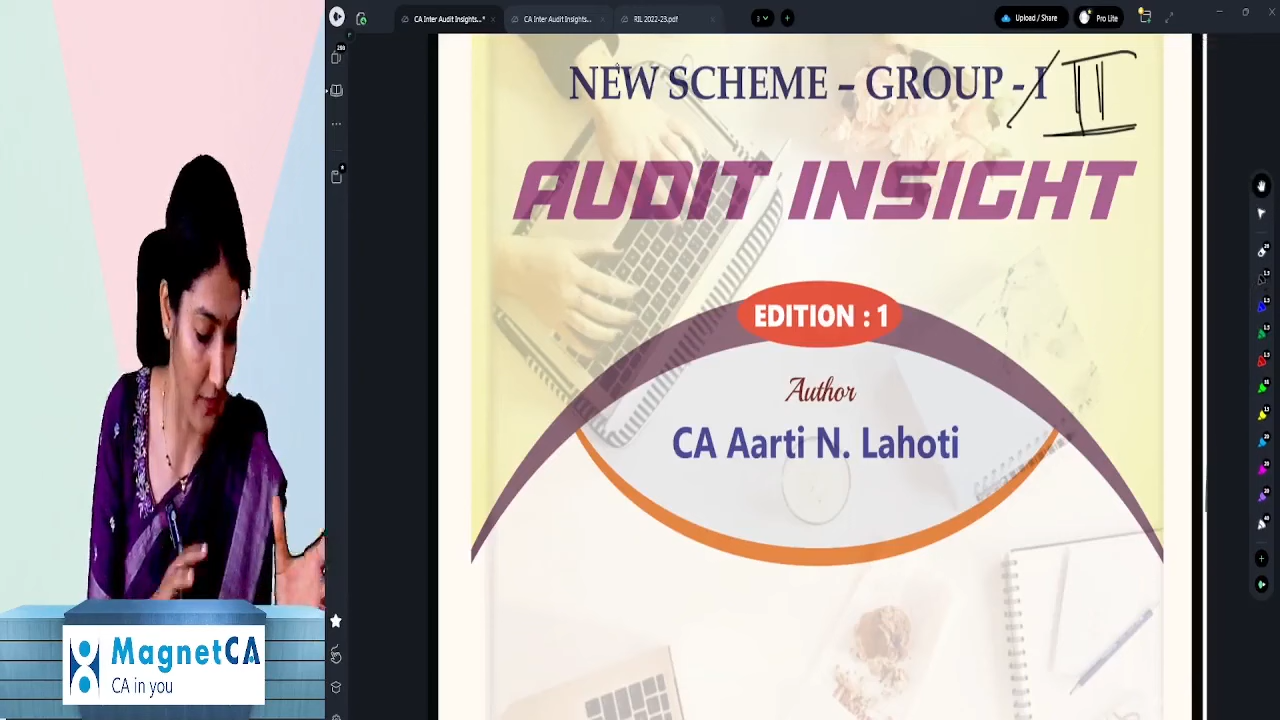 CA Inter Audit Insights...*
CA Inter Audit Insights...
RIL 2022-23.pdf
3
Upload / Share
Pro Lite
NEW SCHEME – GROUP - I II
AUDIT INSIGHT
EDITION : 1
Author
CA Aarti N. Lahoti
MagnetCA
CA in you